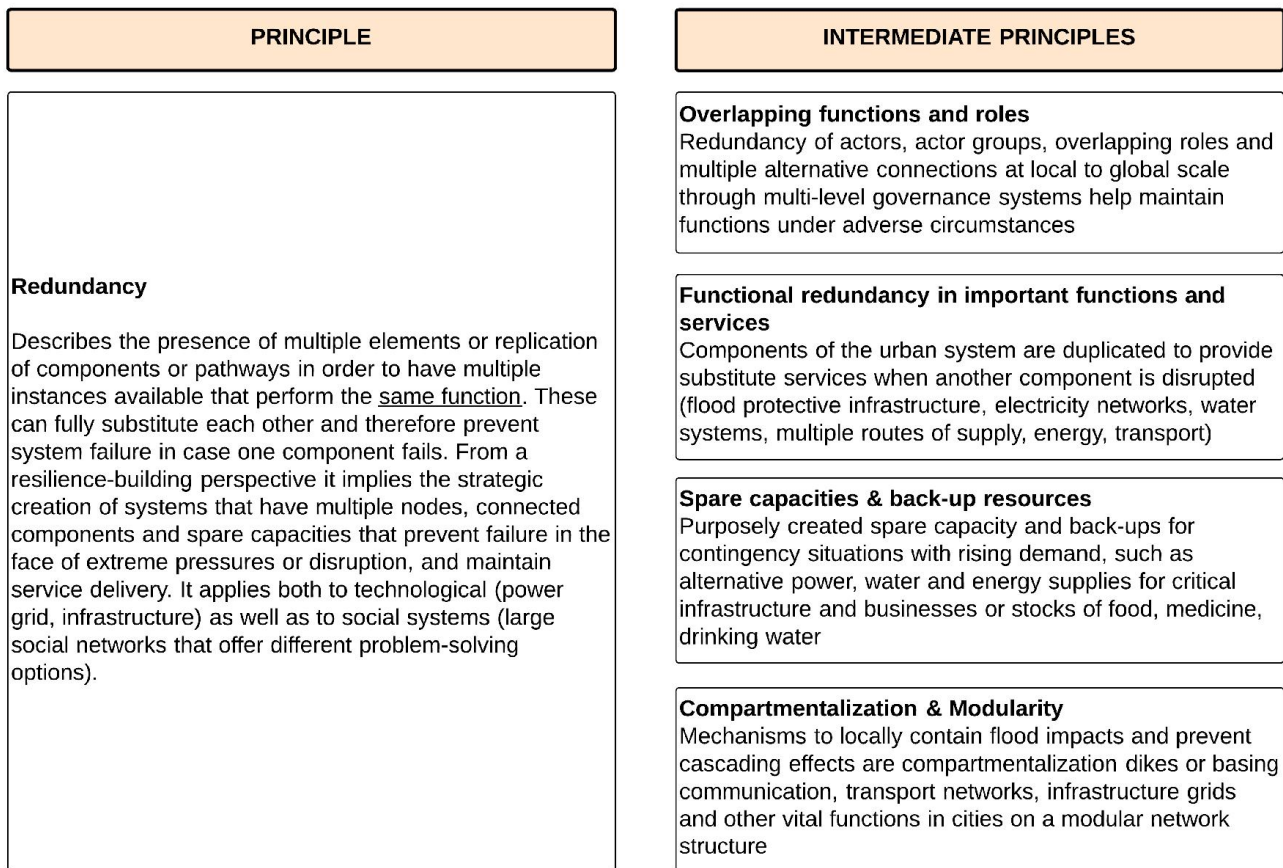 PRINCIPLE
Redundancy
Describes the presence of multiple elements or replication
of components or pathways in order to have multiple
instances available that perform the same function. These
can fully substitute each other and therefore prevent
system failure in case one component fails. From a
resilience-building perspective it implies the strategic
creation of systems that have multiple nodes, connected
components and spare capacities that prevent failure in the
face of extreme pressures or disruption, and maintain
service delivery. It applies both to technological (power
grid, infrastructure) as well as to social systems (large
social networks that offer different problem-solving
options).
INTERMEDIATE PRINCIPLES
Overlapping functions and roles
Redundancy of actors, actor groups, overlapping roles and
multiple alternative connections at local to global scale
through multi-level governance systems help maintain
functions under adverse circumstances
Functional redundancy in important functions and
services
Components of the urban system are duplicated to provide
substitute services when another component is disrupted
(flood protective infrastructure, electricity networks, water
systems, multiple routes of supply, energy, transport)
Spare capacities & back-up resources
Purposely created spare capacity and back-ups for
contingency situations with rising demand, such as
alternative power, water and energy supplies for critical
infrastructure and businesses or stocks of food, medicine,
drinking water
Compartmentalization & Modularity
Mechanisms to locally contain flood impacts and prevent
cascading effects are compartmentalization dikes or basing
communication, transport networks, infrastructure grids
and other vital functions in cities on a modular network
structure